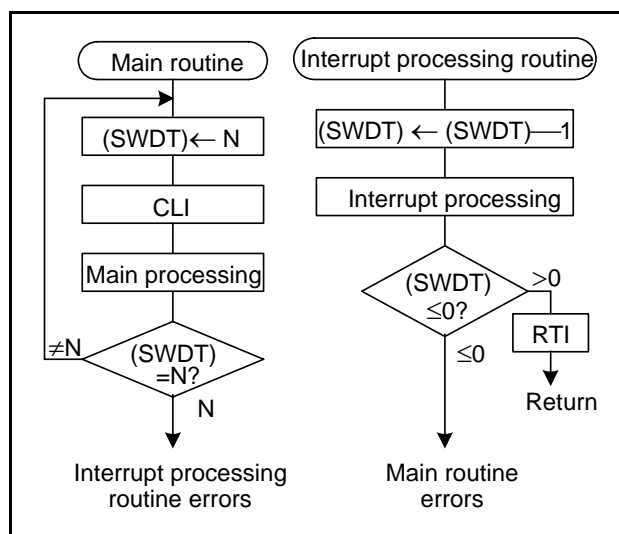 Main routine
(SWDT)← N
CLI
Main processing
≠N
(SWDT)
=N?
N
Interrupt processing
routine errors
Interrupt processing routine
(SWDT) ← (SWDT)—1
Interrupt processing
(SWDT)
≤0?
>0
≤0
RTI
Return
Main routine
errors